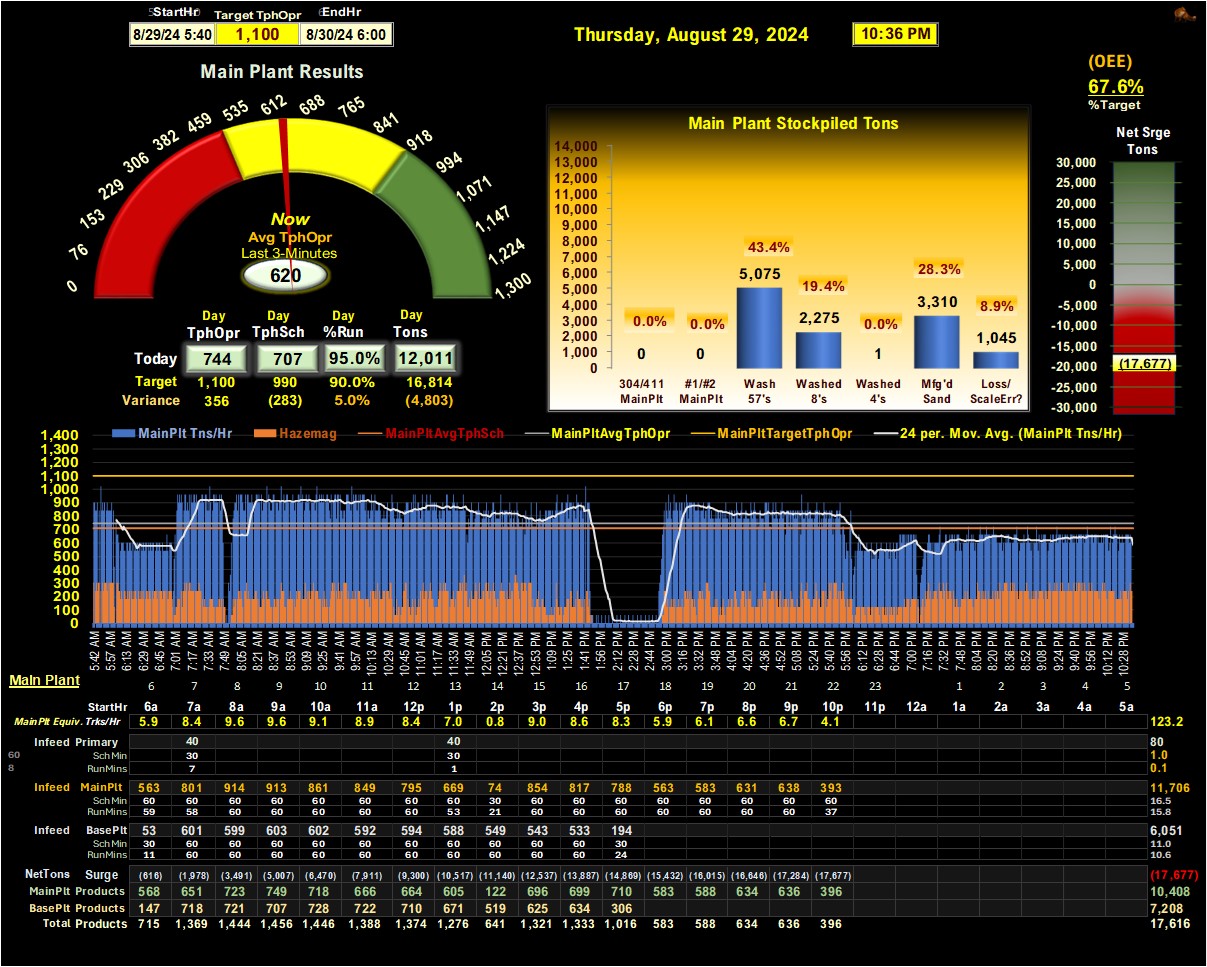 StartHr Target TphOpr EndHr
8/29/24 5:40 1,100 8/30/24 6:00
Thursday, August 29, 2024 10:36 PM
(OEE)
67.6%
%Target
Main Plant Results
0 76 153 229 306 382 459 535 612 688 765 841 918 994 1,071 1,147 1,224 1,300
Now
Avg TphOpr
Last 3-Minutes
620
Day Day Day Day
TphOpr TphSch %Run Tons
Today 744 707 95.0% 12,011
Target 1,100 990 90.0% 16,814
Variance 356 (283) 5.0% (4,803)
Main Plant Stockpiled Tons
14,000
13,000
12,000
11,000
10,000
9,000
8,000
7,000
6,000
5,000
4,000
3,000
2,000
1,000
0
0.0% 0.0% 43.4% 19.4% 0.0% 28.3% 8.9%
0 0 5,075 2,275 1 3,310 1,045
304/411 #1/#2 Wash Washed Washed Mfg'd Loss/
MainPlt MainPlt 57's 8's 4's Sand ScaleErr?
Net Srge
Tons
30,000
25,000
20,000
15,000
10,000
5,000
0
-5,000
-10,000
-15,000
(17.677)
-20,000
-25,000
-30,000
MainPlt Tns/Hr Hazemag MainPltAvgTphSch MainPltAvgTphOpr MainPltTargetTphOpr 24 per. Mov. Avg. (MainPlt Tns/Hr)
1,400
1,300
1,200
1,100
1,000
900
800
700
600
500
400
300
200
100
0
5:42 AM 5:57 AM 6:13 AM 6:29 AM 6:45 AM 7:01 AM 7:17 AM 7:33 AM 7:49 AM 8:05 AM 8:21 AM 8:37 AM 8:53 AM 9:09 AM 9:25 AM 9:41 AM 9:57 AM 10:13 AM 10:29 AM 10:45 AM 11:01 AM 11:17 AM 11:33 AM 11:49 AM 12:05 PM 12:21 PM 12:37 PM 12:53 PM 1:09 PM 1:25 PM 1:41 PM 1:56 PM 2:12 PM 2:28 PM 2:44 PM 3:00 PM 3:16 PM 3:32 PM 3:48 PM 4:04 PM 4:20 PM 4:36 PM 4:52 PM 5:08 PM 5:24 PM 5:40 PM 5:56 PM 6:12 PM 6:28 PM 6:44 PM 7:00 PM 7:16 PM 7:32 PM 7:48 PM 8:04 PM 8:20 PM 8:36 PM 8:52 PM 9:08 PM 9:24 PM 9:40 PM 9:56 PM 10:12 PM 10:28 PM
Main Plant 6 7 8 9 10 11 12 13 14 15 16 17 18 19 20 21 22 23 1 2 3 4 5
StartHr 6a 7a 8a 9a 10a 11a 12p 1p 2p 3p 4p 5p 6p 7p 8p 9p 10p 11p 12a 1a 2a 3a 4a 5a
MainPlt Equiv. Trks/Hr 5.9 8.4 9.6 9.6 9.1 8.9 8.4 7.0 0.8 9.0 8.6 8.3 5.9 6.1 6.6 6.7 4.1 123.2
Infeed Primary 40 40 80
60 Sch Min 30 30 1.0
8 RunMins 7 1 0.1
Infeed MainPlt 563 801 914 913 861 849 795 669 74 854 817 788 563 583 631 638 393 11,706
Sch Min 60 60 60 60 60 60 60 60 30 60 60 60 60 60 60 60 60 16.5
RunMins 59 58 60 60 60 60 60 53 21 60 60 60 60 60 60 60 37 15.8
Infeed BasePlt 53 601 599 603 602 592 594 588 549 543 533 194 6,051
Sch Min 30 60 60 60 60 60 60 60 60 60 60 30 11.0
RunMins 11 60 60 60 60 60 60 60 60 60 60 24 10.6
NetTons Surge (616) (1,978) (3,491) (5,007) (6,470) (7,911) (9,300) (10,517) (11,140) (12,537) (13,887) (14,869) (15,432) (16,015) (16,646) (17,284) (17,677) (17,677)
MainPlt Products 568 651 723 749 718 666 664 605 122 696 699 710 583 588 634 636 396 10,408
BasePlt Products 147 718 721 707 728 722 710 671 519 625 634 306 7,208
Total Products 715 1,369 1,444 1,456 1,446 1,388 1,374 1,276 641 1,321 1,333 1,016 583 588 634 636 396 17,616